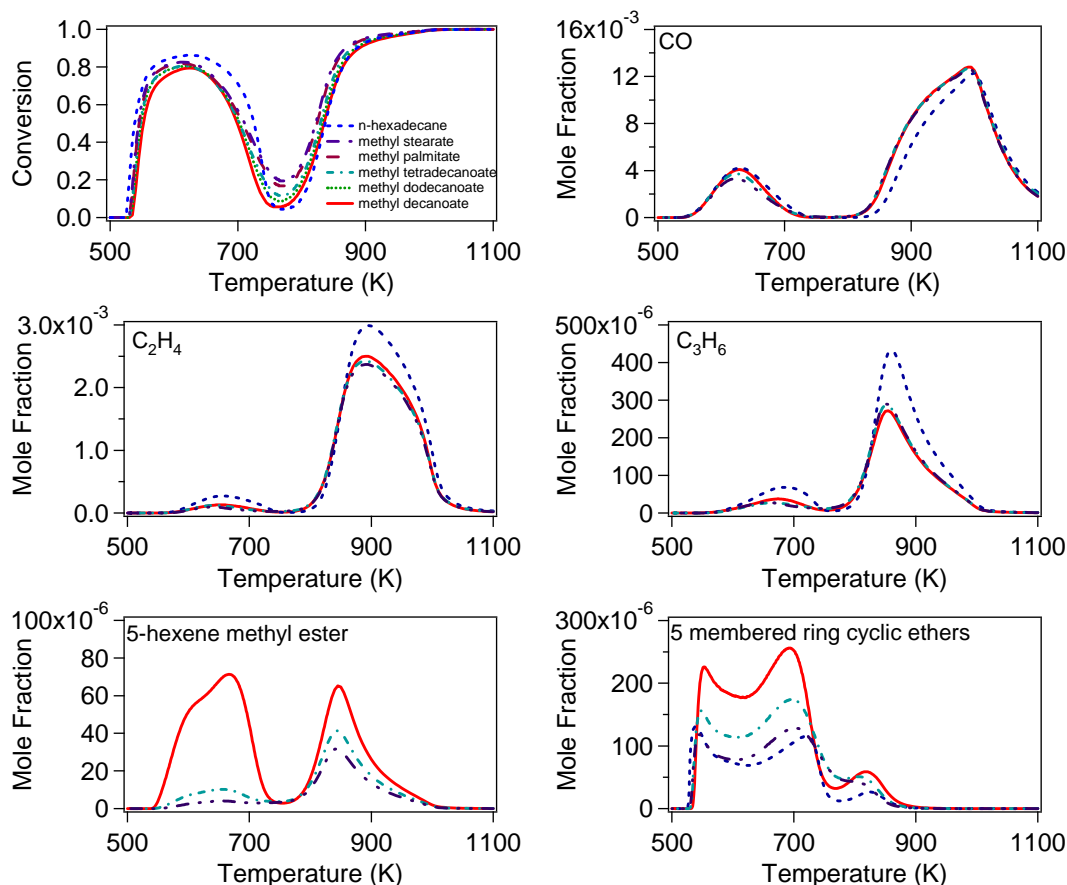 1.0
0.8
0.6
0.4
0.2
0.0
Conversion
n-hexadecane
methyl stearate
methyl palmitate
methyl tetradecanoate
methyl dodecanoate
methyl decanoate
500 700 900 1100
Temperature (K)
16x10⁻³
12
8
4
0
Mole Fraction
CO
500 700 900 1100
Temperature (K)
3.0x10⁻³
2.0
1.0
0.0
Mole Fraction
C₂H₄
500 700 900 1100
Temperature (K)
500x10⁻⁶
400
300
200
100
0
Mole Fraction
C₃H₆
500 700 900 1100
Temperature (K)
100x10⁻⁶
80
60
40
20
0
Mole Fraction
5-hexene methyl ester
500 700 900 1100
Temperature (K)
300x10⁻⁶
200
100
0
Mole Fraction
5 membered ring cyclic ethers
500 700 900 1100
Temperature (K)